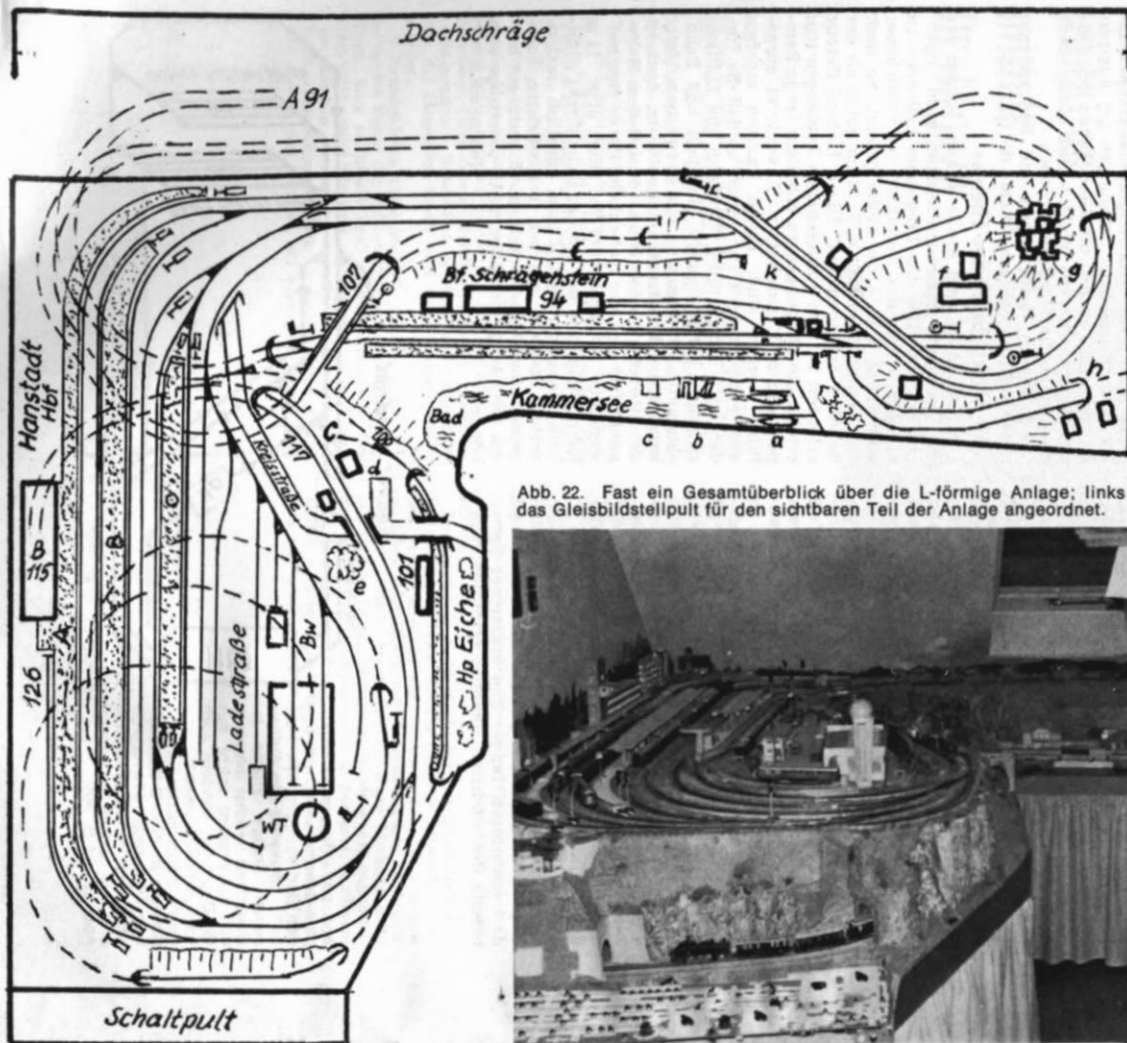 Dachschräge
A 91
107
Bf. Schrägenstein
94
k
f
g
h
Hanstadt
Hbf
B
115
A
B
C
126
Kreisstraße
117
C
d
e
Bad
Kammersee
c b a
101
Hp Eiche
Ladestraße
Bw
WT
Schaltpult
Abb. 22. Fast ein Gesamtüberblick über die L-förmige Anlage; links
das Gleisbildstellpult für den sichtbaren Teil der Anlage angeordnet.